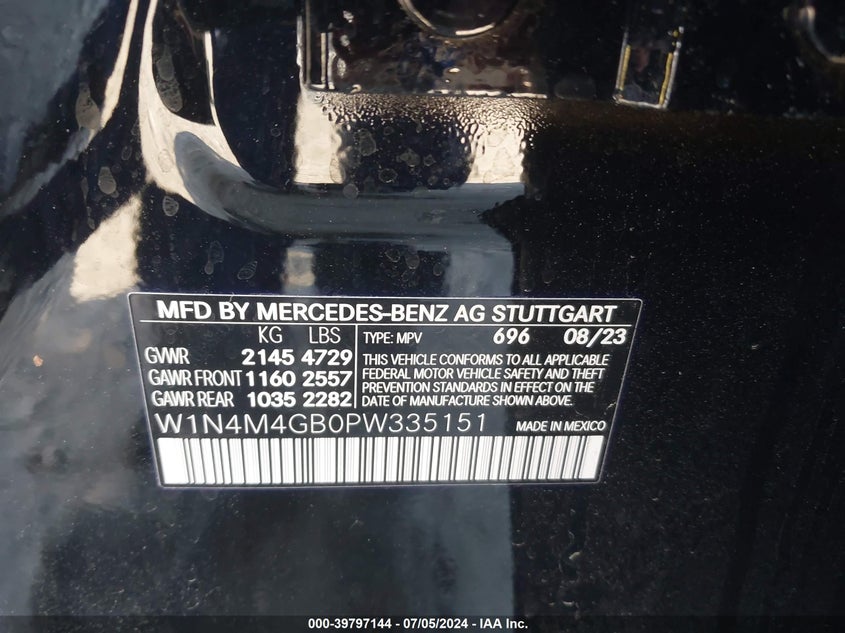 MFD BY MERCEDES-BENZ AG STUTTGART
KG LBS TYPE: MPV 696 08/23
GVWR 2145 4729
GAWR FRONT 1160 2557
GAWR REAR 1035 2282
THIS VEHICLE CONFORMS TO ALL APPLICABLE
FEDERAL MOTOR VEHICLE SAFETY AND THEFT
PREVENTION STANDARDS IN EFFECT ON THE
DATE OF MANUFACTURE SHOWN ABOVE.
W1N4M4GB0PW335151 MADE IN MEXICO
000-39797144 | 07/05/2024 - IAA Inc.